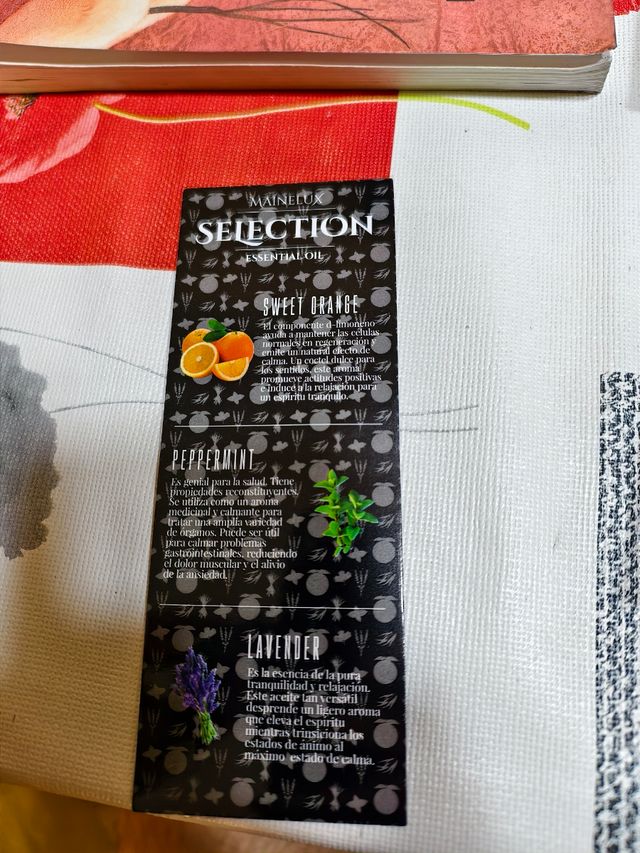 MAINELUX
SELECTION
ESSENTIAL OIL
SWEET ORANGE
El componente d-limoneno
ayuda a mantener las células
normales en regeneración y
emite un natural efecto de
calma. Un coctel dulce para
los sentidos, este aroma
promueve actitudes positivas
e induce a la relajación para
un espíritu tranquilo.
PEPPERMINT
Es genial para la salud. Tiene
propiedades reconstituyentes.
Se utiliza como un aroma
medicinal y calmante para
tratar una amplia variedad
de órganos. Puede ser útil
para calmar problemas
gastrointestinales, reduciendo
el dolor muscular y el alivio
de la ansiedad.
LAVENDER
Es la esencia de la pura
tranquilidad y relajación.
Este aceite tan versátil
desprende un ligero aroma
que eleva el espíritu
mientras trinsiciona los
estados de ánimo al
máximo estado de calma.